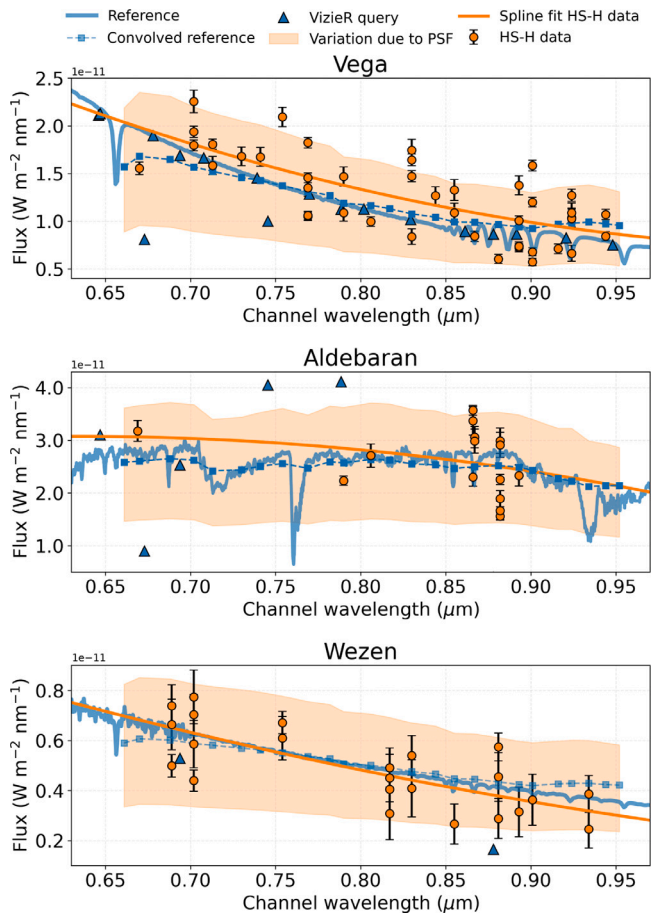 Reference VizieR query Spline fit HS-H data
Convolved reference Variation due to PSF HS-H data
Vega
1e-11
2.5
2.0
1.5
1.0
0.5
Flux (W m⁻² nm⁻¹)
0.65 0.70 0.75 0.80 0.85 0.90 0.95
Channel wavelength (μm)
Aldebaran
1e-11
4.0
3.0
2.0
1.0
Flux (W m⁻² nm⁻¹)
0.65 0.70 0.75 0.80 0.85 0.90 0.95
Channel wavelength (μm)
Wezen
1e-11
0.8
0.6
0.4
0.2
Flux (W m⁻² nm⁻¹)
0.65 0.70 0.75 0.80 0.85 0.90 0.95
Channel wavelength (μm)